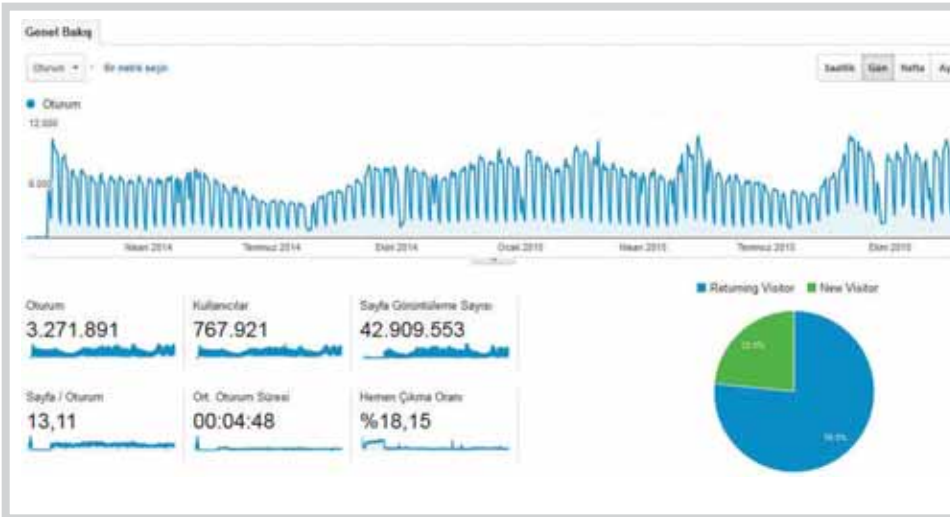 Genel Bakış
Oturum
Bir metrik seçin
Saatlik Gün Hafta
Oturum
12.000
6.000
Nisan 2014 Temmuz 2014 Ekim 2014 Ocak 2015 Nisan 2015 Temmuz 2015 Ekim 2015
Returning Visitor New Visitor
Oturum Kullanıcılar Sayfa Görüntüleme Sayısı
3.271.891 767.921 42.909.553
Sayfa / Oturum Ort. Oturum Süresi Hemen Çıkma Oranı
13,11 00:04:48 %18,15